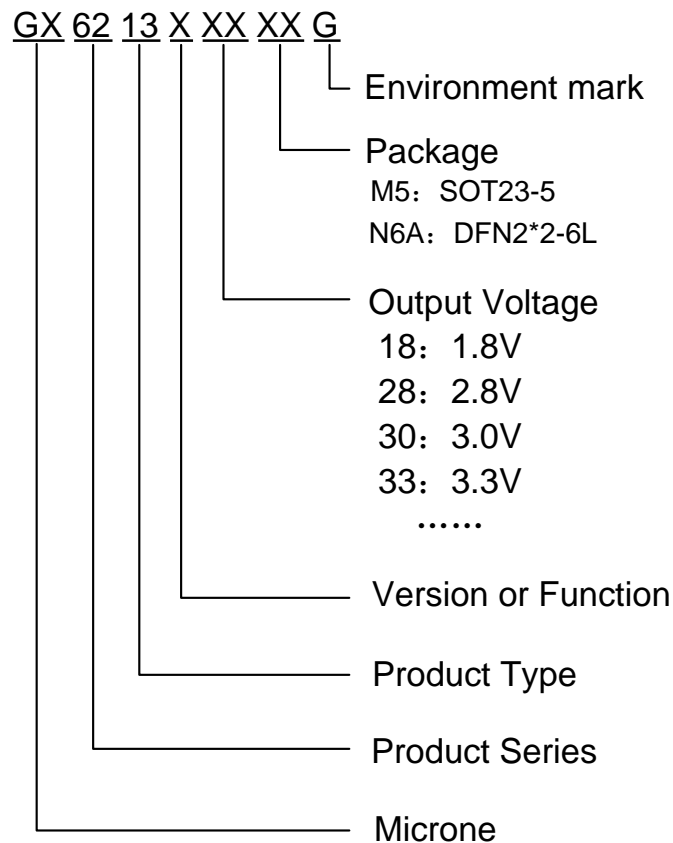 GX 62 13 X XX XX G
Environment mark
Package
M5：SOT23-5
N6A：DFN2*2-6L
Output Voltage
18：1.8V
28：2.8V
30：3.0V
33：3.3V
……
Version or Function
Product Type
Product Series
Microne